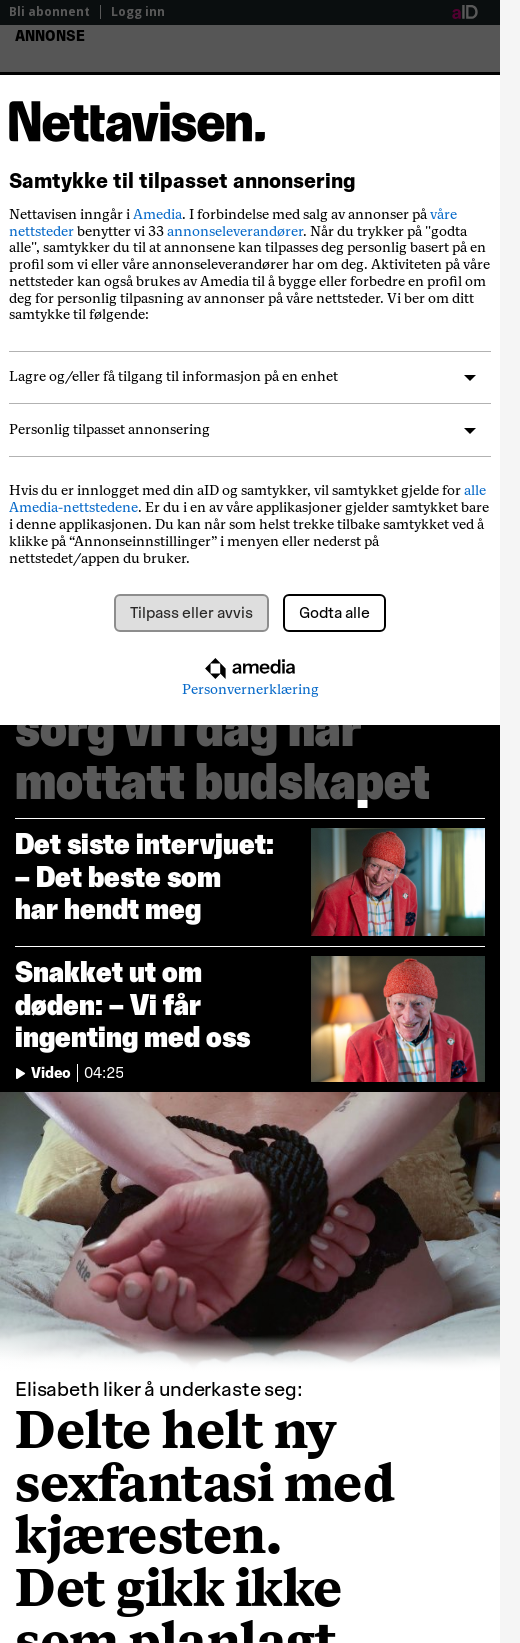 Bli abonnent | Logg inn
aID
ANNONSE
Nettavisen.
Samtykke til tilpasset annonsering
Nettavisen inngår i Amedia. I forbindelse med salg av annonser på våre
nettsteder benytter vi 33 annonseleverandører. Når du trykker på "godta
alle", samtykker du til at annonsene kan tilpasses deg personlig basert på en
profil som vi eller våre annonseleverandører har om deg. Aktiviteten på våre
nettsteder kan også brukes av Amedia til å bygge eller forbedre en profil om
deg for personlig tilpasning av annonser på våre nettsteder. Vi ber om ditt
samtykke til følgende:
Lagre og/eller få tilgang til informasjon på en enhet
Personlig tilpasset annonsering
Hvis du er innlogget med din aID og samtykker, vil samtykket gjelde for alle
Amedia-nettstedene. Er du i en av våre applikasjoner gjelder samtykket bare
i denne applikasjonen. Du kan når som helst trekke tilbake samtykket ved å
klikke på “Annonseinnstillinger” i menyen eller nederst på
nettstedet/appen du bruker.
Tilpass eller avvis
Godta alle
amedia
Personvernerklæring
sorg vi i dag har
mottatt budskapet
Det siste intervjuet:
– Det beste som
har hendt meg
Snakket ut om
døden: – Vi får
ingenting med oss
Video | 04:25
ekte
Elisabeth liker å underkaste seg:
Delte helt ny
sexfantasi med
kjæresten.
Det gikk ikke
som planlagt